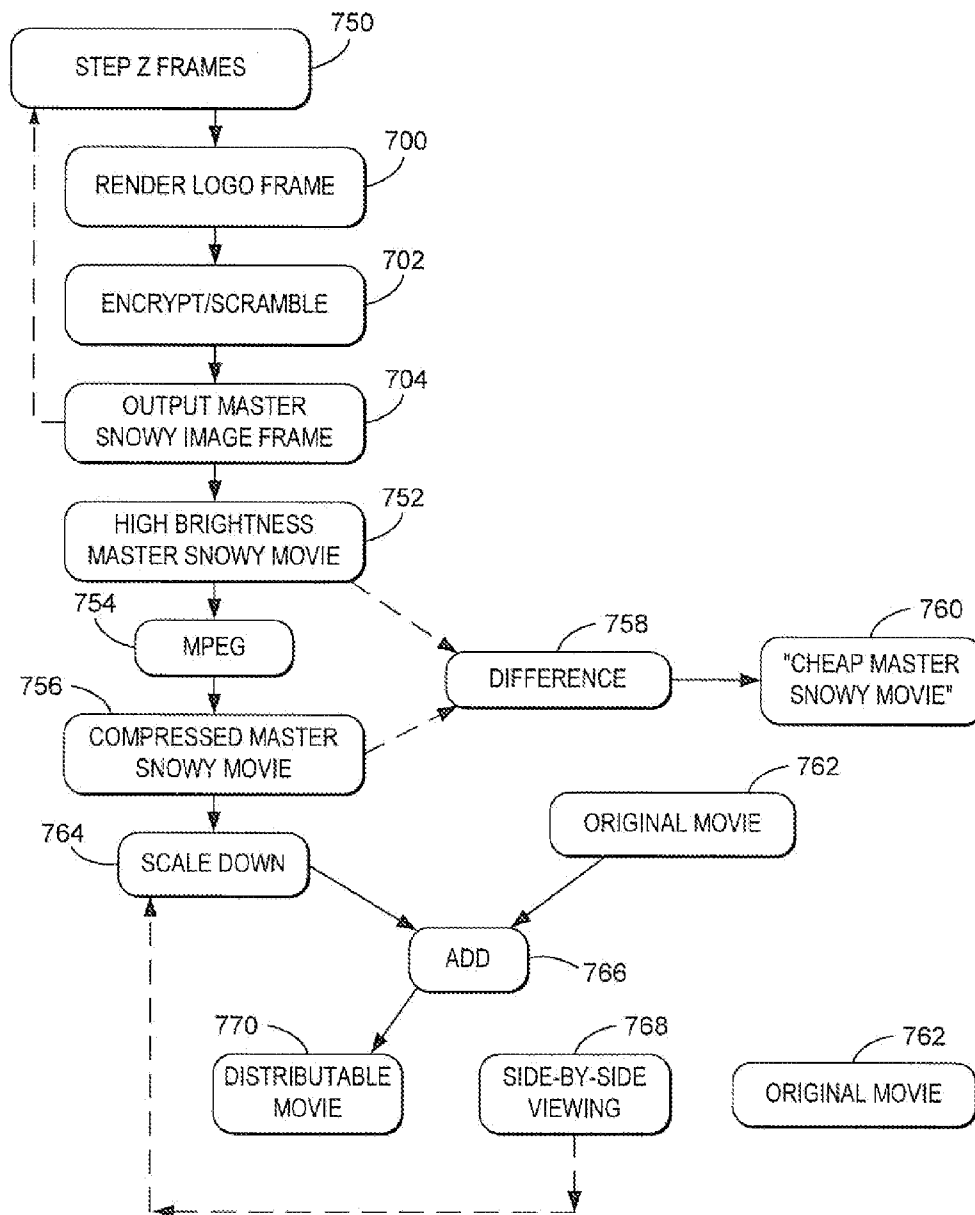 750
STEP Z FRAMES
700
RENDER LOGO FRAME
702
ENCRYPT/SCRAMBLE
704
OUTPUT MASTER
SNOWY IMAGE FRAME
752
HIGH BRIGHTNESS
MASTER SNOWY MOVIE
754
MPEG
758
DIFFERENCE
760
"CHEAP MASTER
SNOWY MOVIE"
756
COMPRESSED MASTER
SNOWY MOVIE
762
ORIGINAL MOVIE
764
SCALE DOWN
ADD
766
770
DISTRIBUTABLE
MOVIE
768
SIDE-BY-SIDE
VIEWING
762
ORIGINAL MOVIE